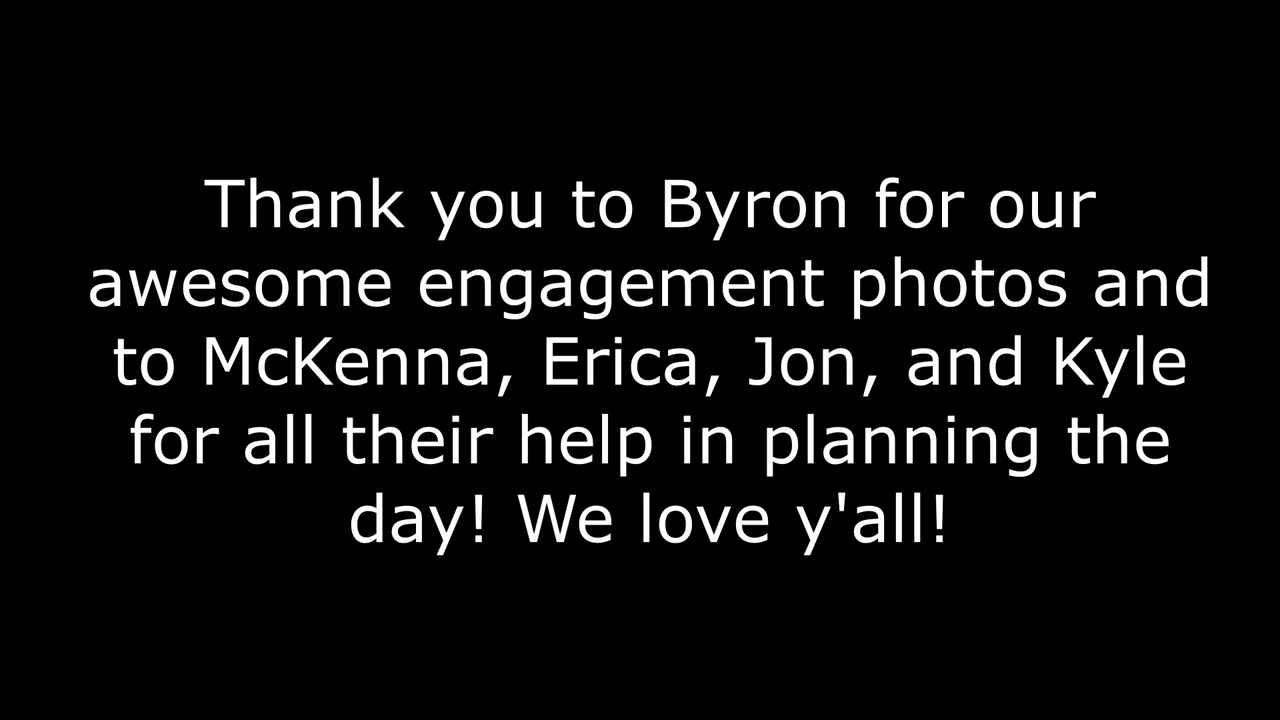 Thank you to Byron for our
awesome engagement photos and
to McKenna, Erica, Jon, and Kyle
for all their help in planning the
day! We love y'all!